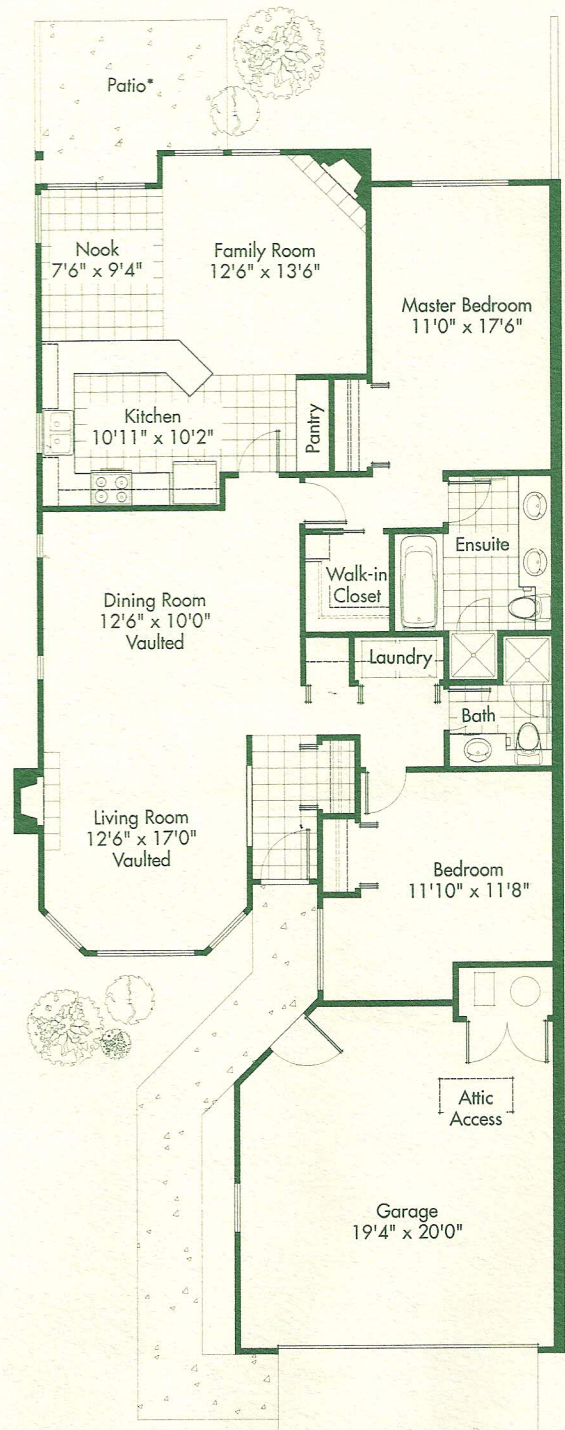 Patio*
Nook
7'6" x 9'4"
Family Room
12'6" x 13'6"
Master Bedroom
11'0" x 17'6"
Kitchen
10'11" x 10'2"
Pantry
Ensuite
Walk-in
Closet
Dining Room
12'6" x 10'0"
Vaulted
Laundry
Bath
Living Room
12'6" x 17'0"
Vaulted
Bedroom
11'10" x 11'8"
Attic
Access
Garage
19'4" x 20'0"